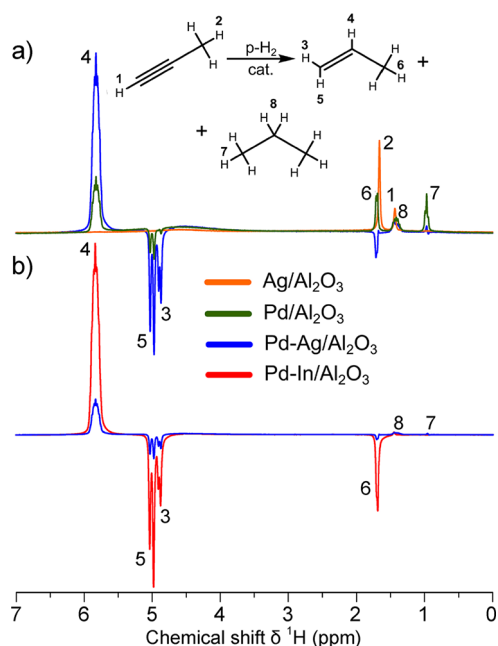 a)
2
H
H
1
H
H
p-H₂
cat.
4
H
3
H
H
6
H
H
5
H
+
+
8
H H
H
H
7
H
H
H
H
4
2
1
6
8
7
5
3
b)
4
Ag/Al₂O₃
Pd/Al₂O₃
Pd-Ag/Al₂O₃
Pd-In/Al₂O₃
8
7
3
5
6
7 6 5 4 3 2 1 0
Chemical shift δ ¹H (ppm)